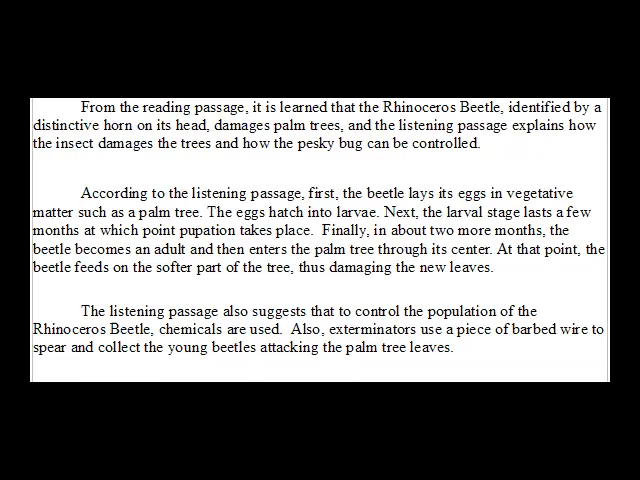 From the reading passage, it is learned that the Rhinoceros Beetle, identified by a
distinctive horn on its head, damages palm trees, and the listening passage explains how
the insect damages the trees and how the pesky bug can be controlled.
According to the listening passage, first, the beetle lays its eggs in vegetative
matter such as a palm tree. The eggs hatch into larvae. Next, the larval stage lasts a few
months at which point pupation takes place.  Finally, in about two more months, the
beetle becomes an adult and then enters the palm tree through its center. At that point, the
beetle feeds on the softer part of the tree, thus damaging the new leaves.
The listening passage also suggests that to control the population of the
Rhinoceros Beetle, chemicals are used.  Also, exterminators use a piece of barbed wire to
spear and collect the young beetles attacking the palm tree leaves.